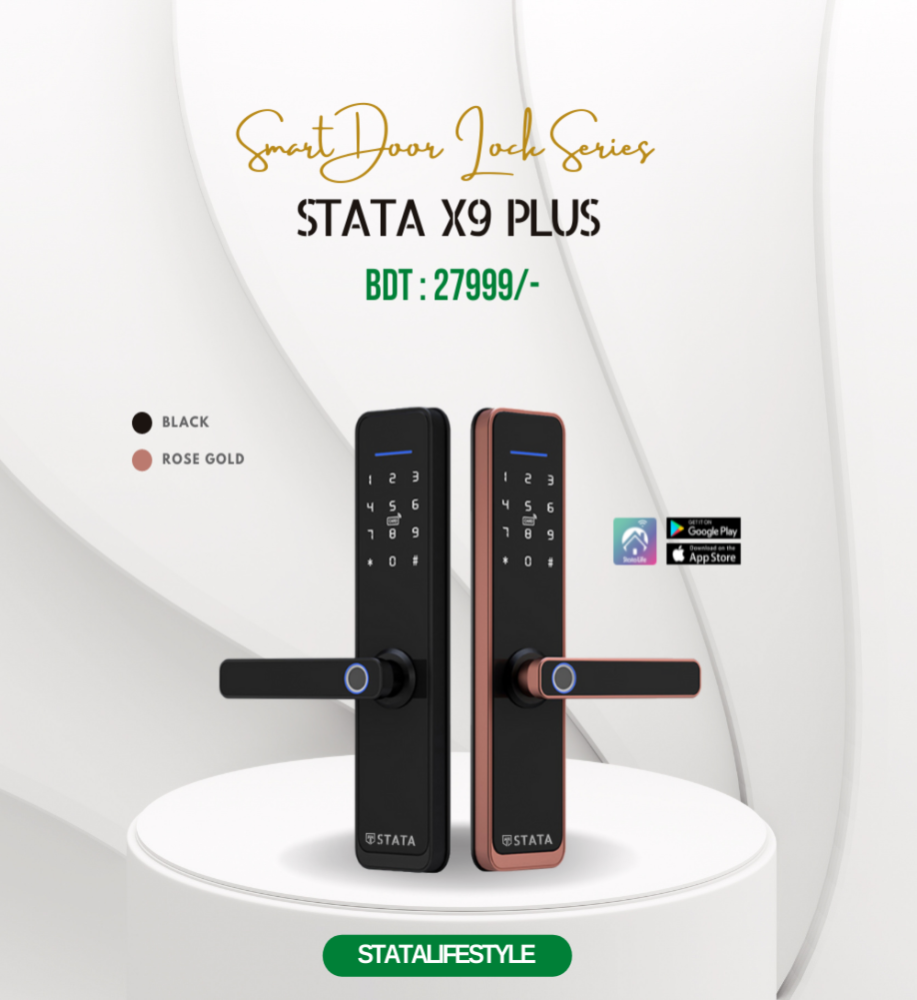 Smart Door Lock Series
STATA X9 PLUS
BDT : 27999/-
BLACK
ROSE GOLD
1 2 3
4 5 6
7 8 9
* 0 #
STATA
1 2 3
4 5 6
7 8 9
* 0 #
STATA
GET IT ON
Google Play
Download on the
App Store
STATALIFESTYLE